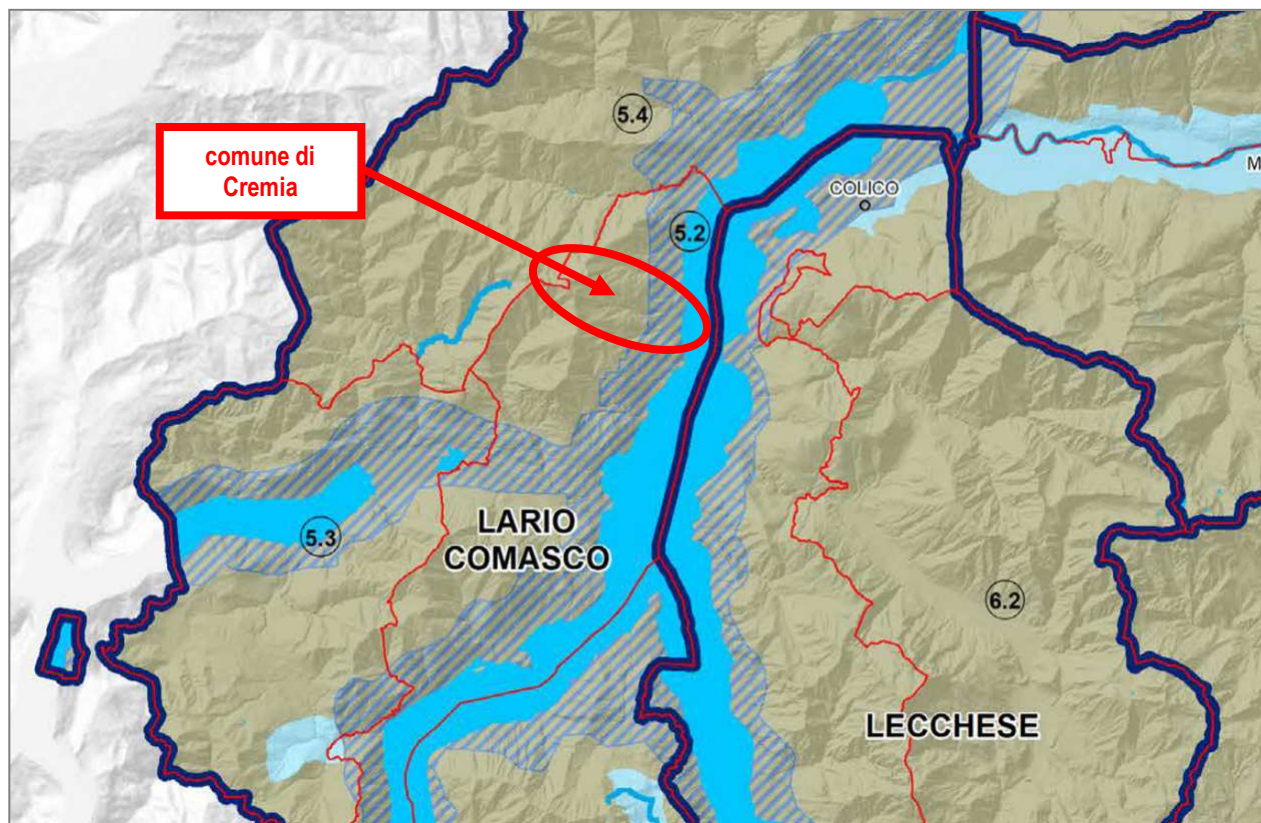 5.4
comune di
Cremia
M
COLICO
5.2
LARIO
COMASCO
5.3
6.2
LECCHESE